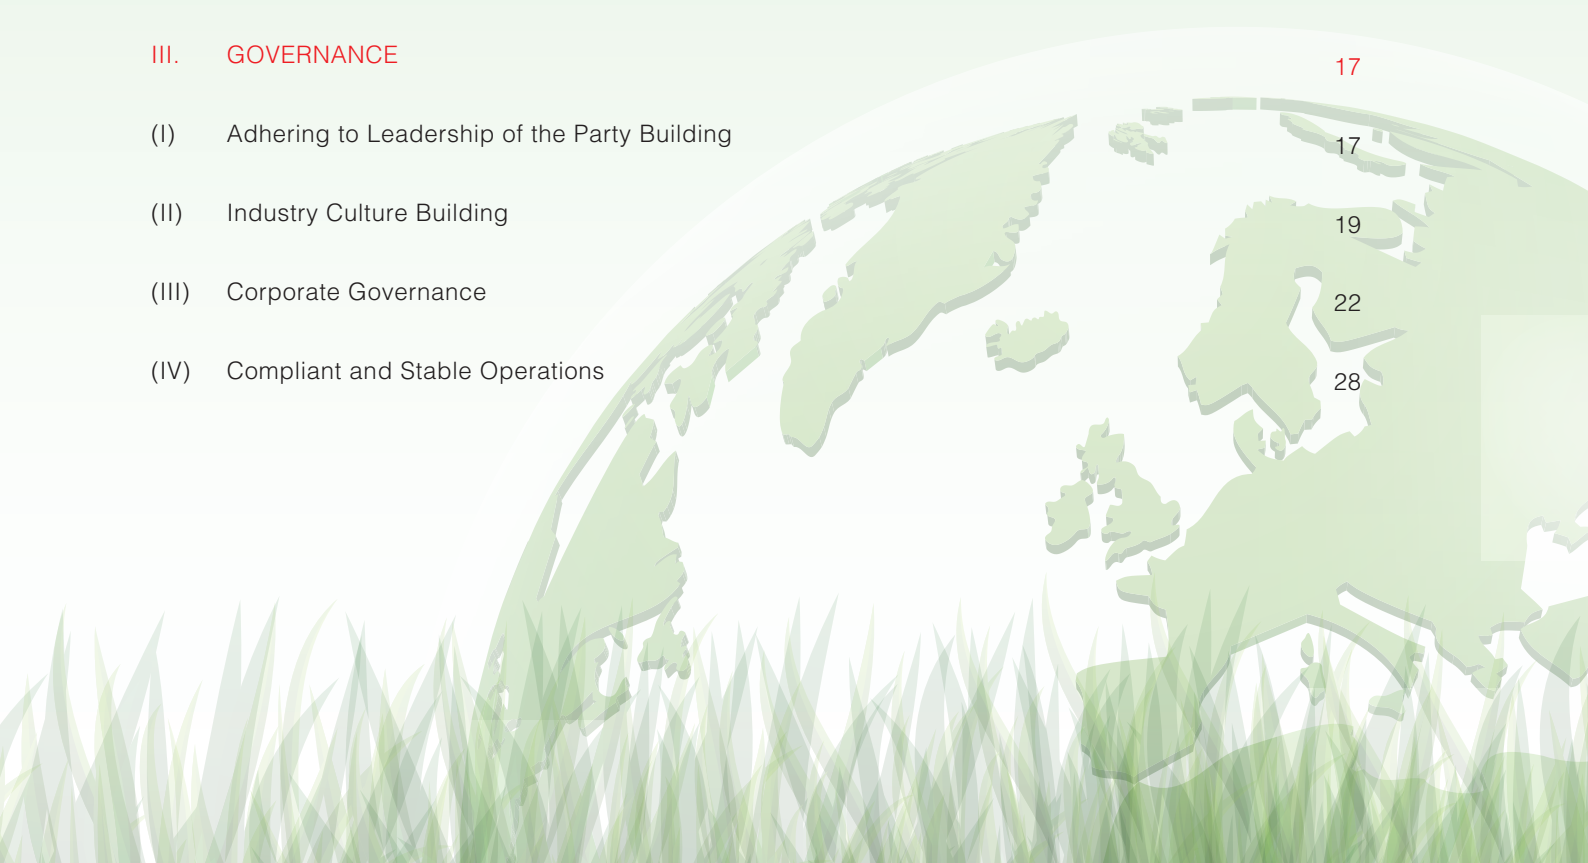 III. GOVERNANCE 17
(I) Adhering to Leadership of the Party Building 17
(II) Industry Culture Building 19
(III) Corporate Governance 22
(IV) Compliant and Stable Operations 28